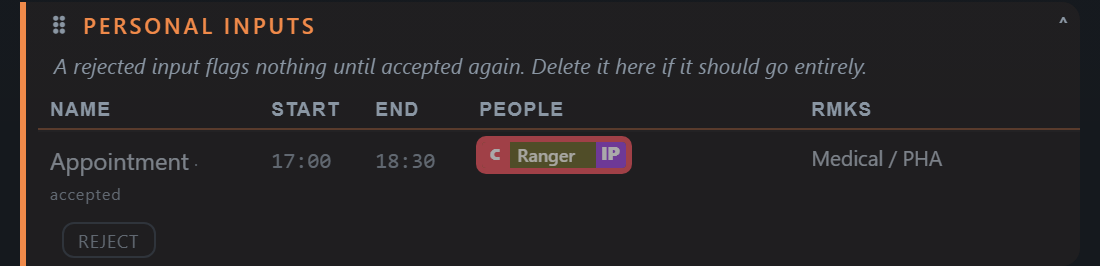 PERSONAL INPUTS ^
A rejected input flags nothing until accepted again. Delete it here if it should go entirely.
NAME START END PEOPLE RMKS
Appointment · 17:00 18:30 C Ranger IP Medical / PHA
accepted
REJECT